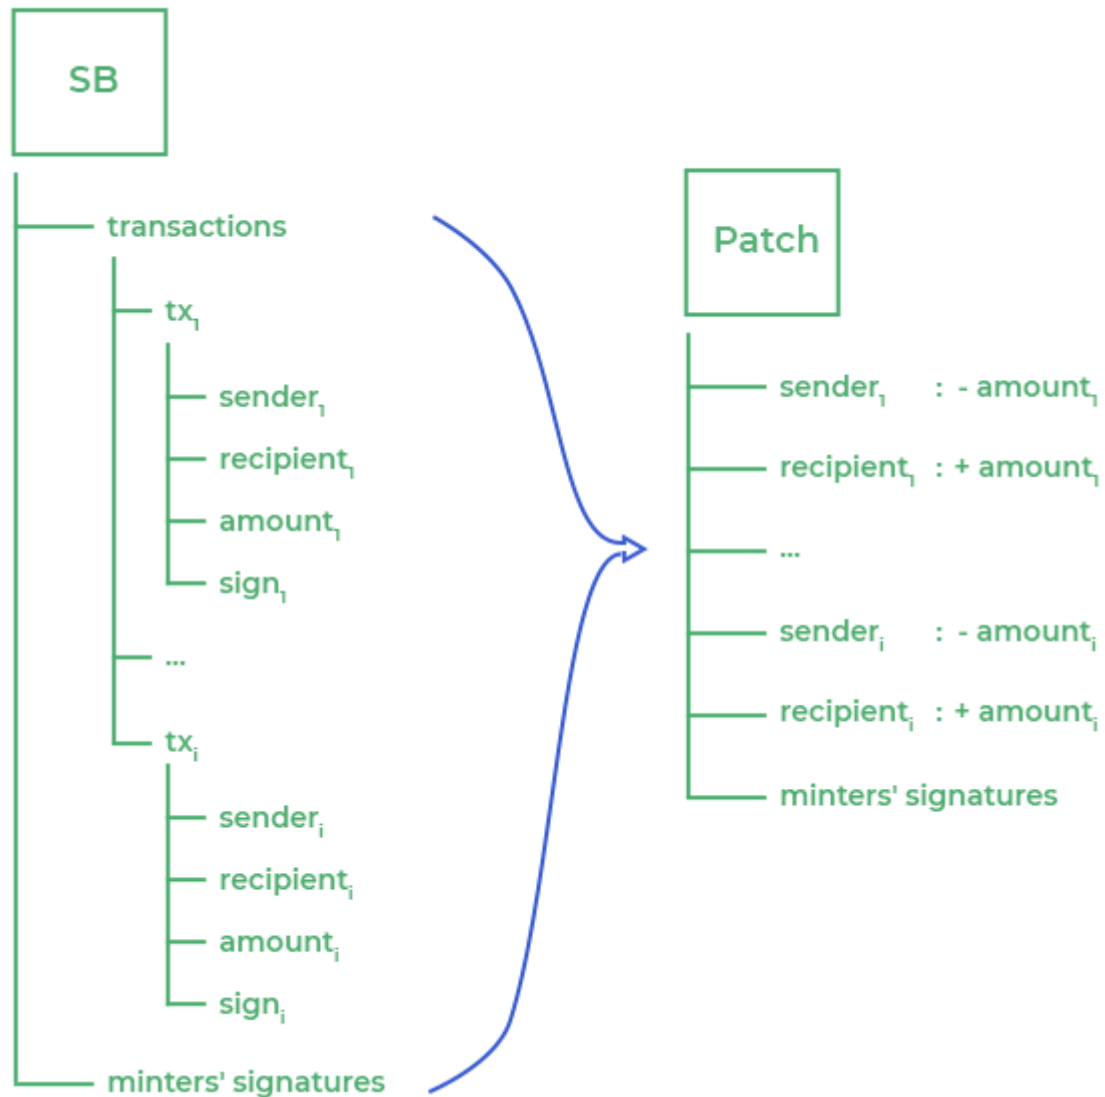 SB
transactions
tx₁
sender₁
recipient₁
amount₁
sign₁
...
txᵢ
senderᵢ
recipientᵢ
amountᵢ
signᵢ
minters' signatures
Patch
sender₁ : - amount₁
recipient₁ : + amount₁
...
senderᵢ : - amountᵢ
recipientᵢ : + amountᵢ
minters' signatures